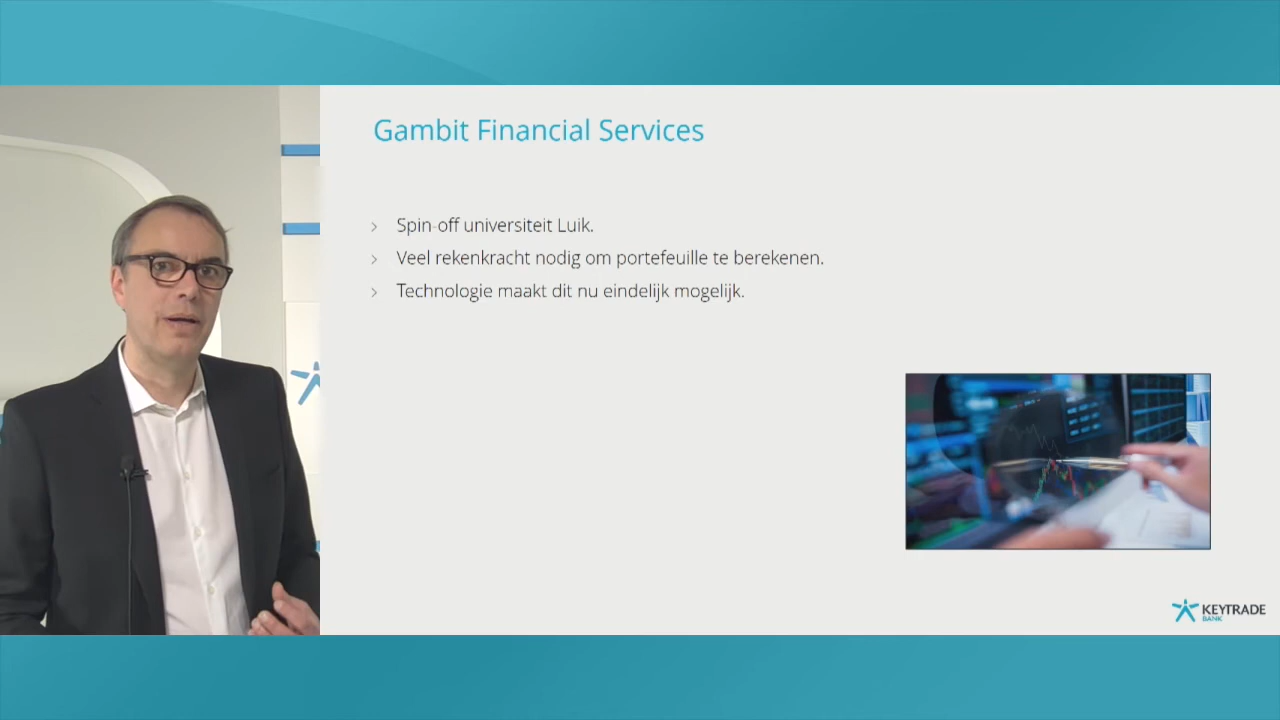 Gambit Financial Services
Spin-off universiteit Luik.
Veel rekenkracht nodig om portefeuille te berekenen.
Technologie maakt dit nu eindelijk mogelijk.
KEYTRADE
BANK